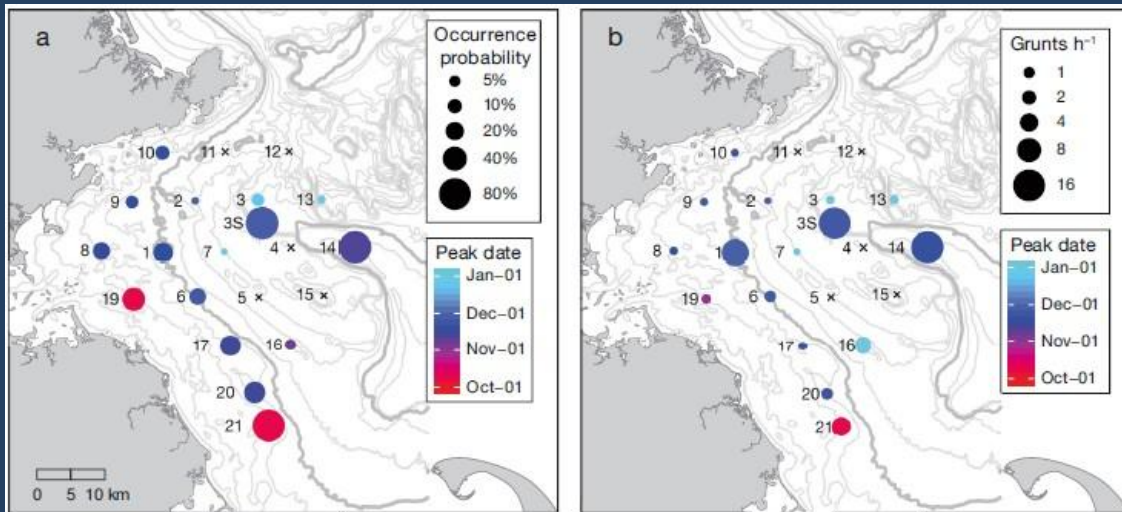 a
Occurrence
probability
5%
10%
20%
40%
80%
Peak date
Jan–01
Dec–01
Nov–01
Oct–01
10
11 ×
12 ×
9
2
3
13
3S
8
1
7
4 ×
14
19
6
5 ×
15 ×
17
16
20
21
0 5 10 km
b
Grunts h⁻¹
1
2
4
8
16
Peak date
Jan–01
Dec–01
Nov–01
Oct–01
10
11 ×
12 ×
9
2
3
13
3S
8
1
7
4 ×
14
19
6
5 ×
15 ×
17
16
20
21